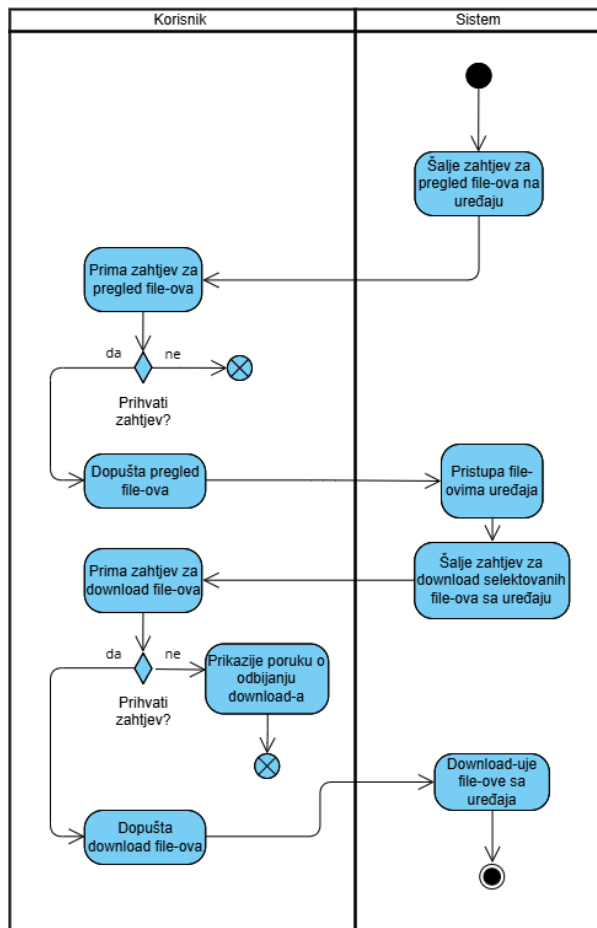 Korisnik
Sistem
Šalje zahtjev za
pregled file-ova na
uređaju
Prima zahtjev za
pregled file-ova
da
ne
Prihvati
zahtjev?
Dopušta pregled
file-ova
Pristupa file-
ovima uređaja
Šalje zahtjev za
download selektovanih
file-ova sa uređaju
Prima zahtjev za
download file-ova
da
ne
Prikazije poruku o
odbijanju
download-a
Prihvati
zahtjev?
Download-uje
file-ove sa
uređaja
Dopušta
download file-ova